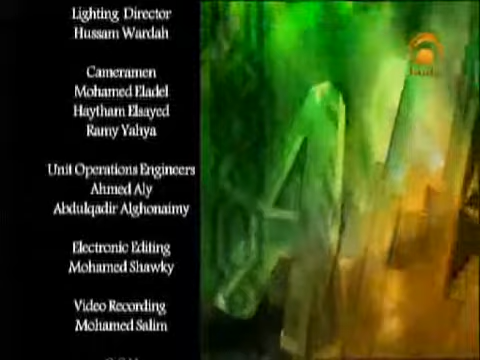 Lighting Director
Hussam Wardah
Cameramen
Mohamed Eladel
Haytham Elsayed
Ramy Yahya
Unit Operations Engineers
Ahmed Aly
Abdulqadir Alghonaimy
Electronic Editing
Mohamed Shawky
Video Recording
Mohamed Salim